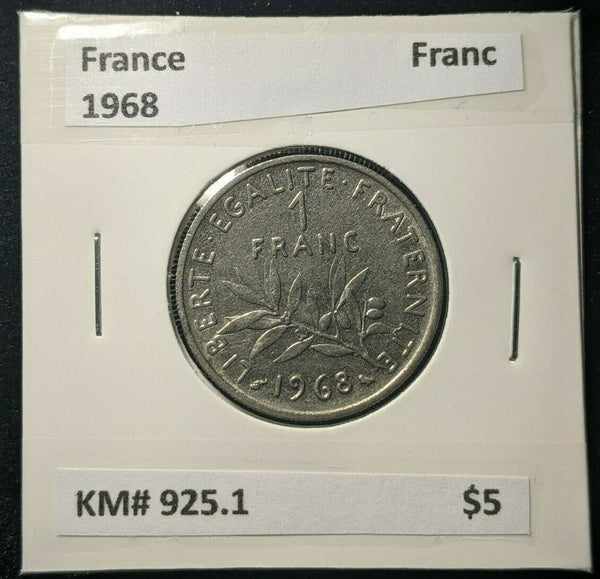 France Franc
1968
LIBERTE·EGALITE·FRATERNITE
1
FRANC
1968
KM# 925.1 $5